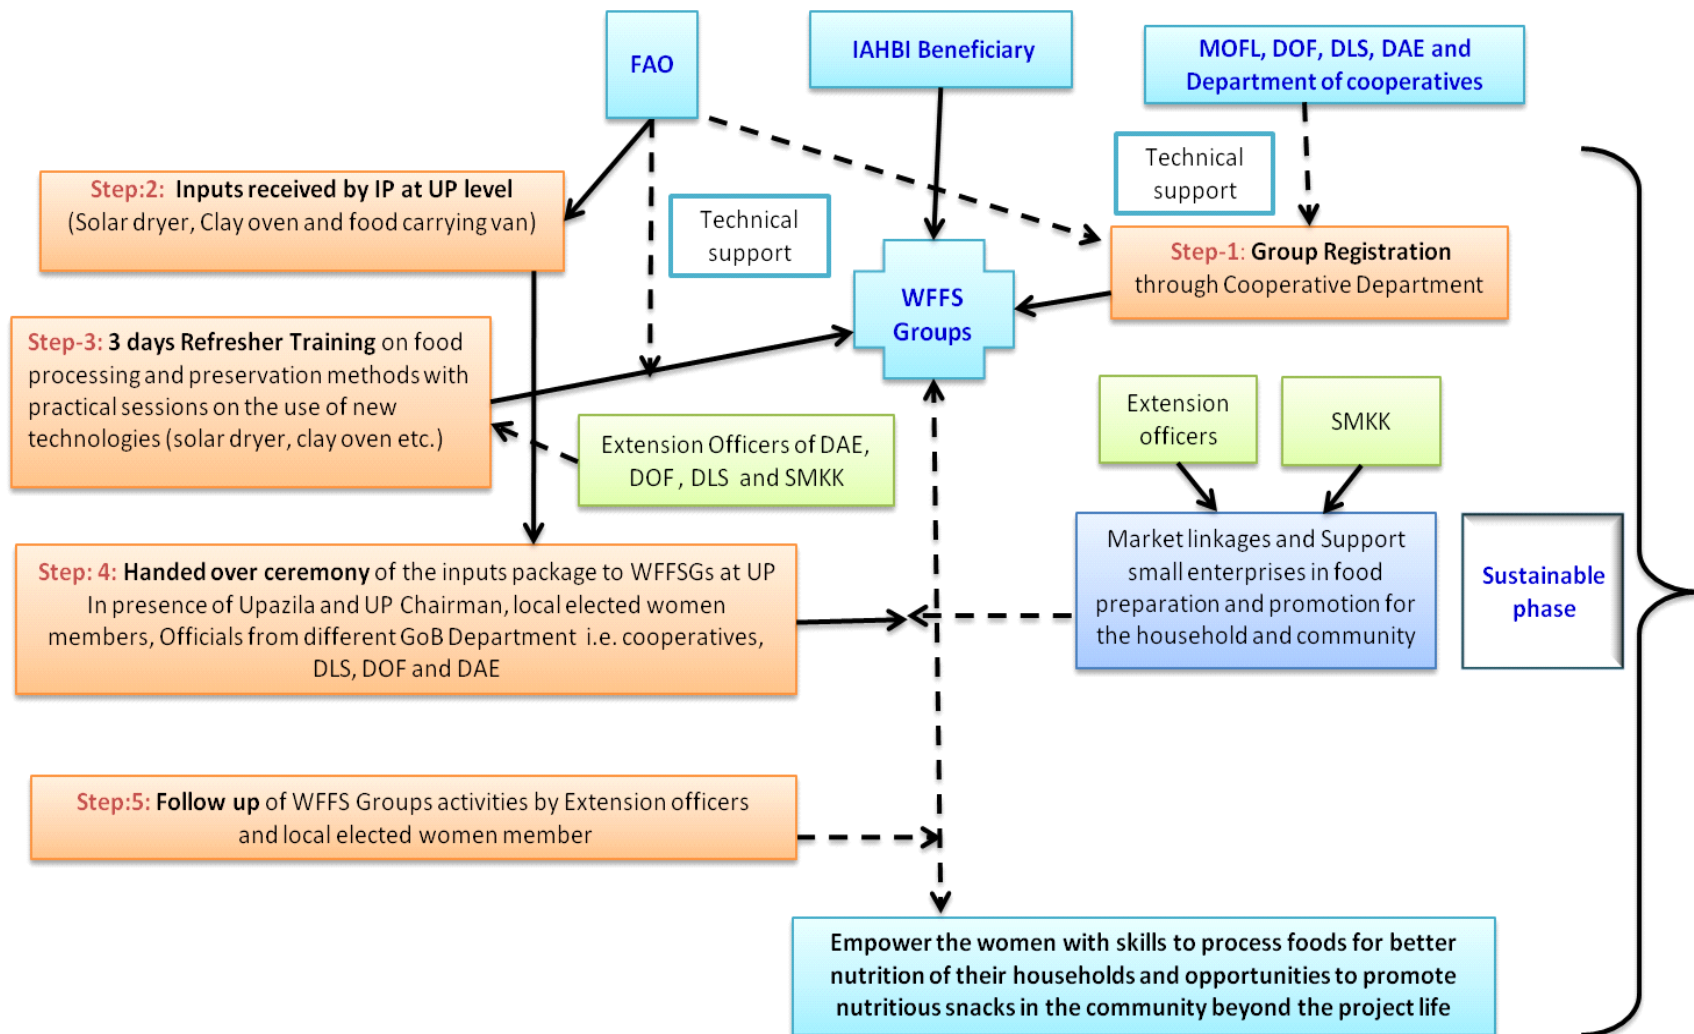 FAO
IAHBI Beneficiary
MOFL, DOF, DLS, DAE and
Department of cooperatives
Technical
support
Step:2: Inputs received by IP at UP level
(Solar dryer, Clay oven and food carrying van)
Technical
support
Step-1: Group Registration
through Cooperative Department
WFFS
Groups
Step-3: 3 days Refresher Training on food
processing and preservation methods with
practical sessions on the use of new
technologies (solar dryer, clay oven etc.)
Extension Officers of DAE,
DOF , DLS and SMKK
Extension
officers
SMKK
Step: 4: Handed over ceremony of the inputs package to WFFSGs at UP
In presence of Upazila and UP Chairman, local elected women
members, Officials from different GoB Department i.e. cooperatives,
DLS, DOF and DAE
Market linkages and Support
small enterprises in food
preparation and promotion for
the household and community
Sustainable
phase
Step:5: Follow up of WFFS Groups activities by Extension officers
and local elected women member
Empower the women with skills to process foods for better
nutrition of their households and opportunities to promote
nutritious snacks in the community beyond the project life